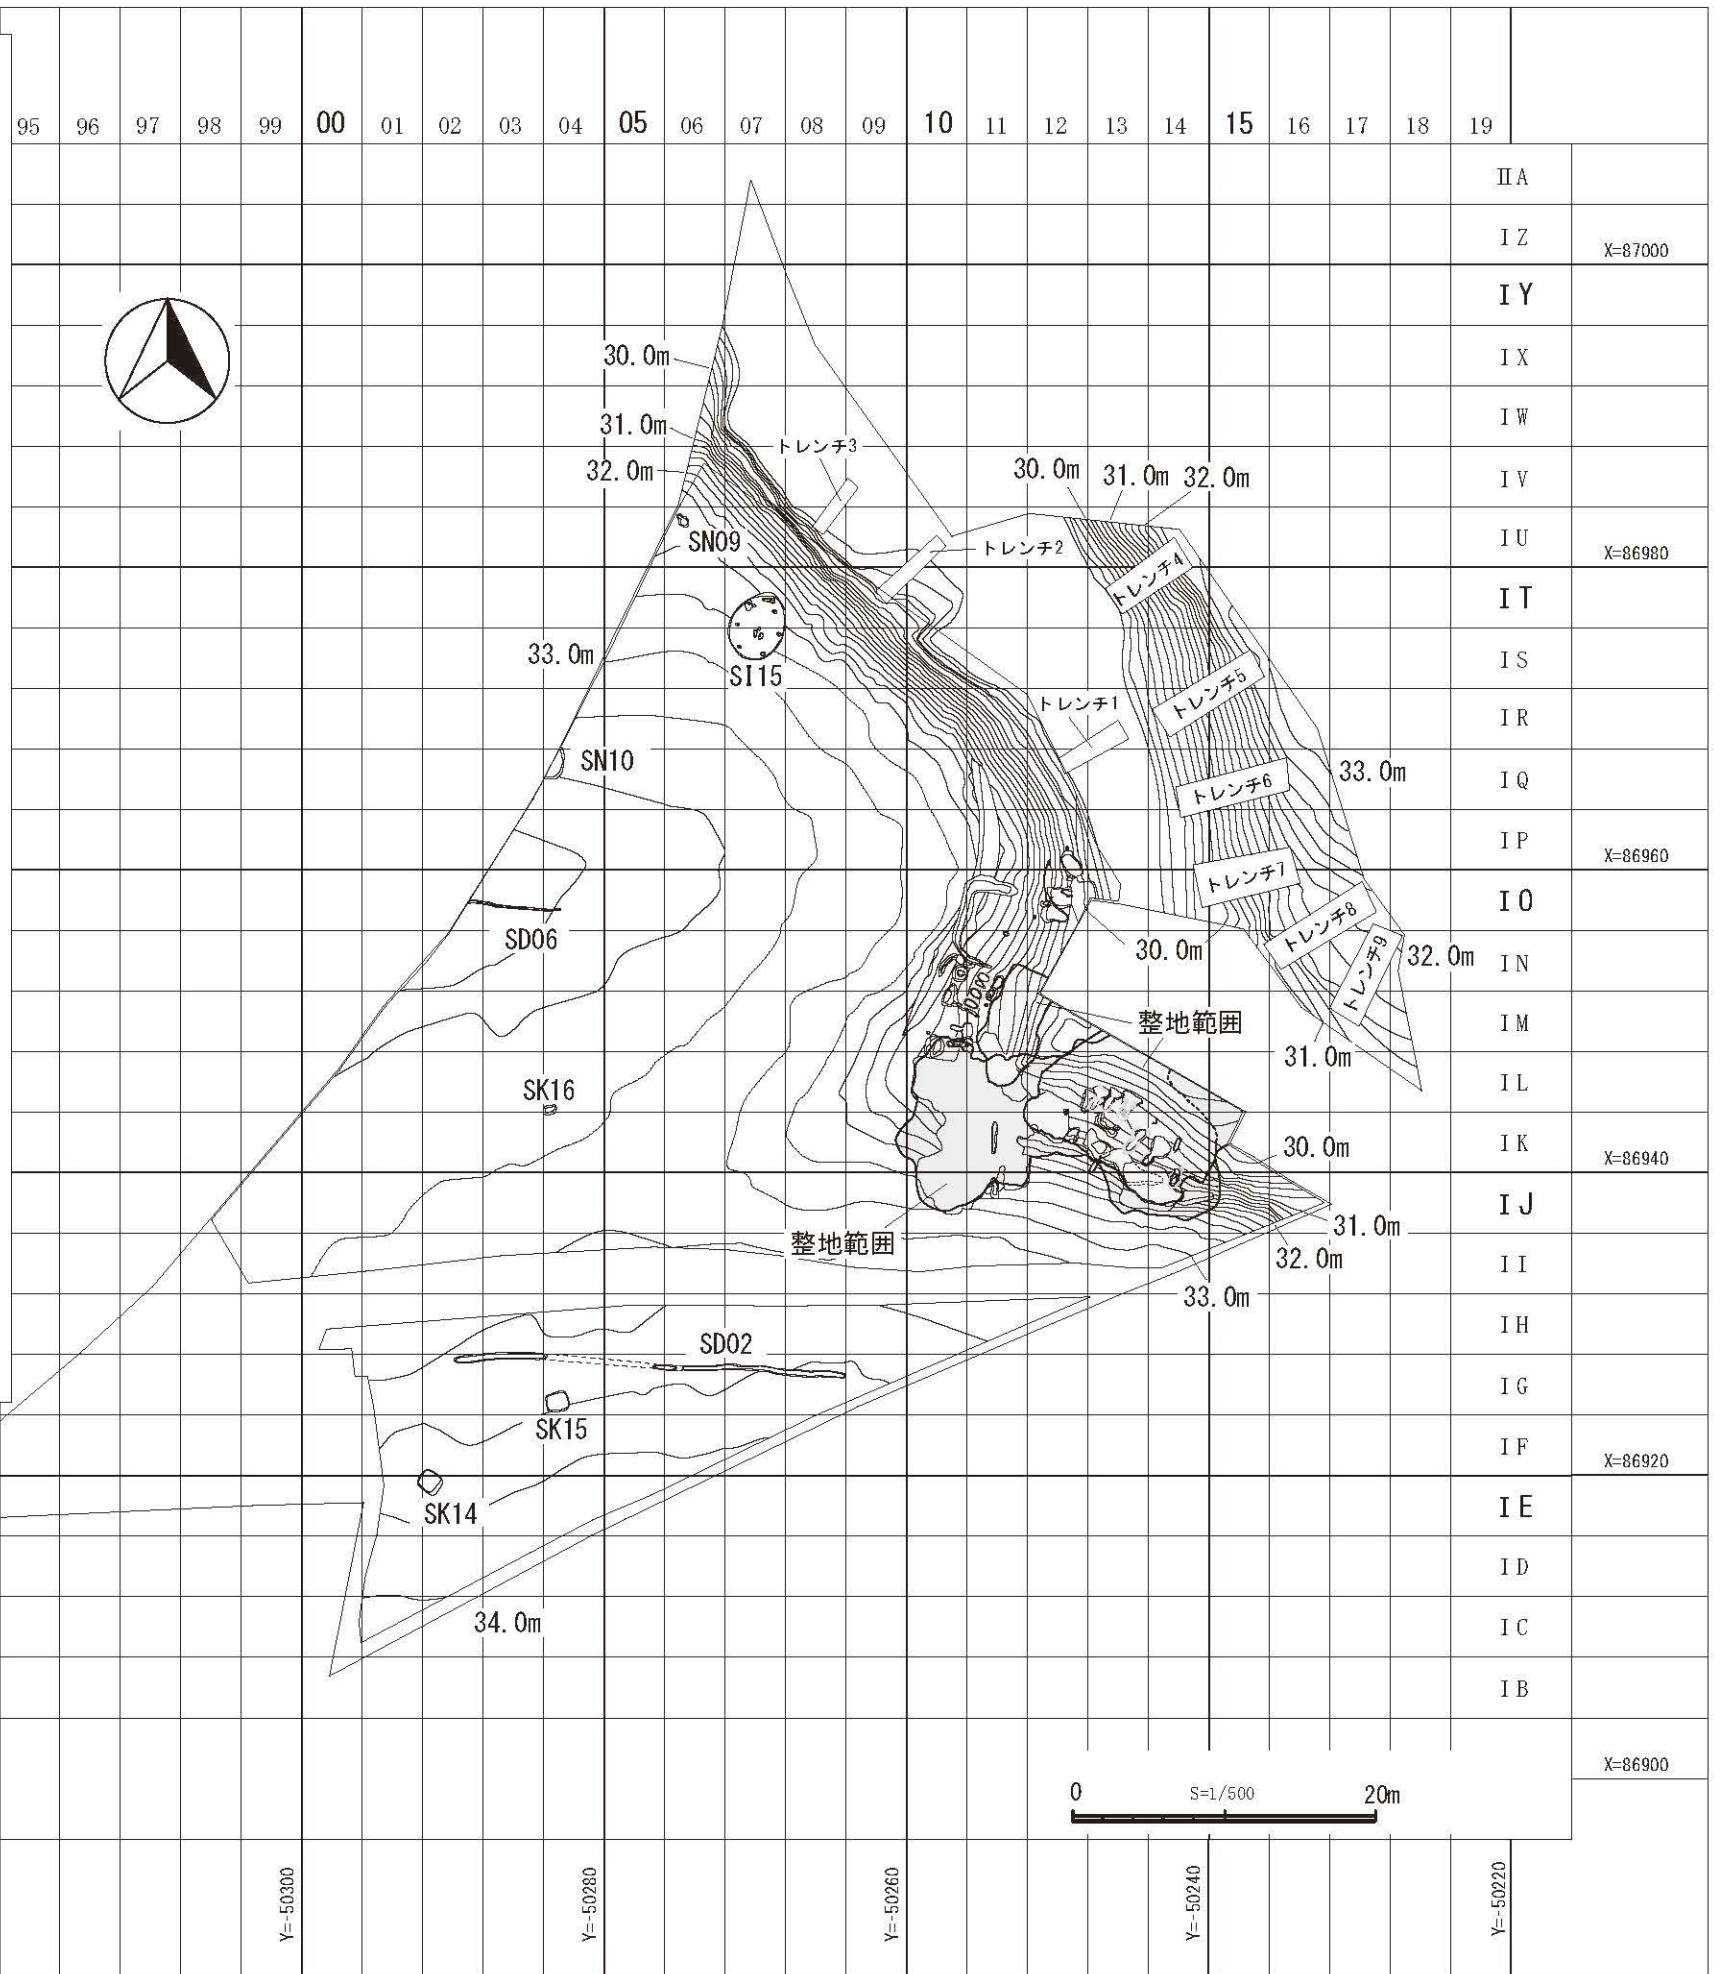 95 96 97 98 99 00 01 02 03 04 05 06 07 08 09 10 11 12 13 14 15 16 17 18 19
ⅡA
ⅠZ
X=87000
ⅠY
30.0m
ⅠX
31.0m
ⅠW
トレンチ3
32.0m
30.0m
31.0m
32.0m
ⅠV
SN09
トレンチ2
ⅠU
X=86980
トレンチ4
ⅠT
33.0m
SI15
ⅠS
トレンチ5
トレンチ1
ⅠR
SN10
33.0m
トレンチ6
ⅠQ
ⅠP
X=86960
トレンチ7
ⅠO
SD06
トレンチ8
30.0m
32.0m
ⅠN
トレンチ9
整地範囲
ⅠM
31.0m
SK16
ⅠL
30.0m
ⅠK
X=86940
ⅠJ
31.0m
整地範囲
32.0m
ⅠI
33.0m
ⅠH
SD02
ⅠG
SK15
ⅠF
X=86920
SK14
ⅠE
ⅠD
34.0m
ⅠC
ⅠB
X=86900
0 S=1/500 20m
Y=-50300
Y=-50280
Y=-50260
Y=-50240
Y=-50220